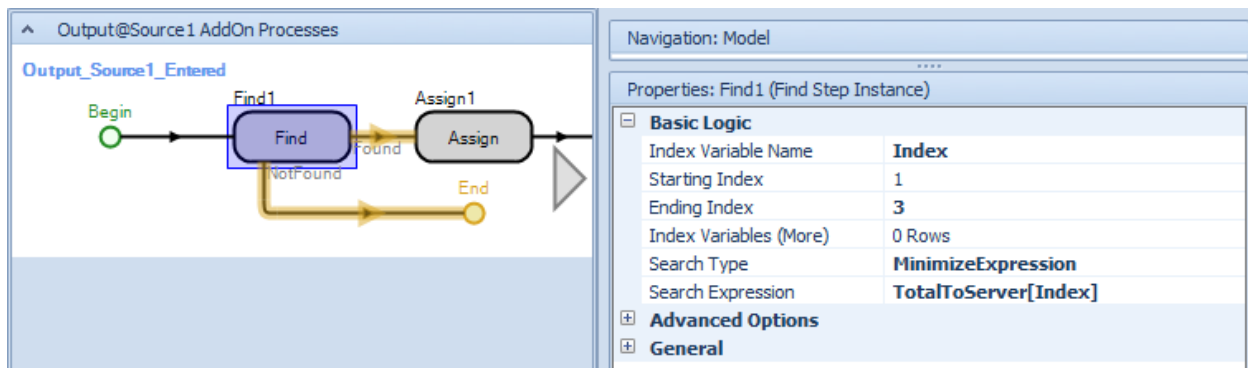 Output@Source1 AddOn Processes
Output_Source1_Entered
Begin
Find1
Find
Found
NotFound
Assign1
Assign
End
Navigation: Model
Properties: Find1 (Find Step Instance)
Basic Logic
Index Variable Name Index
Starting Index 1
Ending Index 3
Index Variables (More) 0 Rows
Search Type MinimizeExpression
Search Expression TotalToServer[Index]
Advanced Options
General